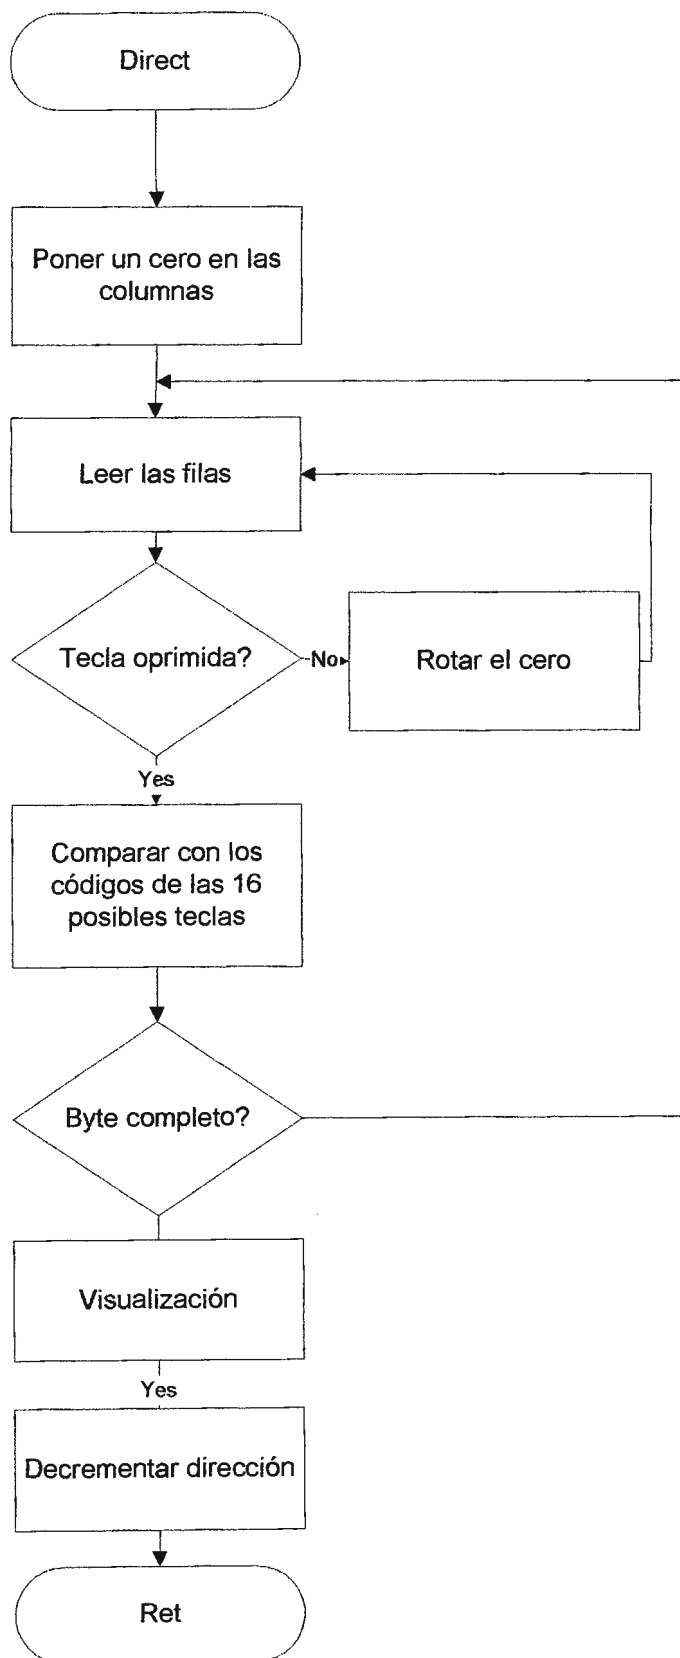 Direct
Poner un cero en las
columnas
Leer las filas
Tecla oprimida?
No
Rotar el cero
Yes
Comparar con los
códigos de las 16
posibles teclas
Byte completo?
Visualización
Yes
Decrementar dirección
Ret